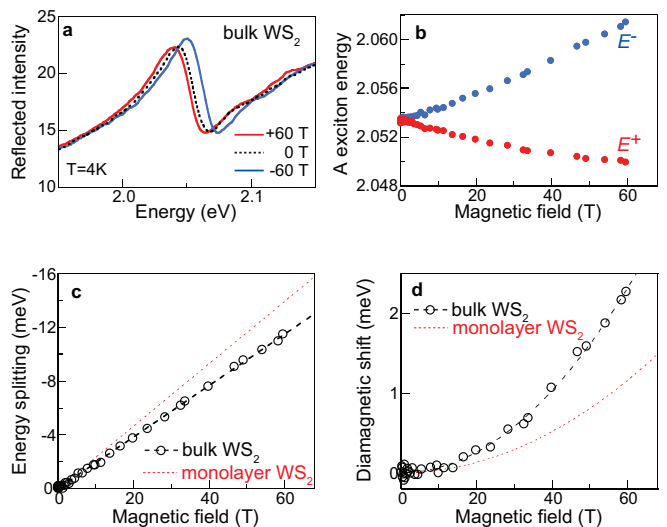 a
bulk WS2
Reflected intensity
25
20
15
10
+60 T
0 T
-60 T
T=4K
2.0
2.1
Energy (eV)
b
A exciton energy
2.060
2.056
2.052
2.048
E-
E+
0
20
40
60
Magnetic field (T)
c
Energy splitting (meV)
-16
-12
-8
-4
0
bulk WS2
monolayer WS2
0
20
40
60
Magnetic field (T)
d
Diamagnetic shift (meV)
2
1
0
bulk WS2
monolayer WS2
0
20
40
60
Magnetic field (T)